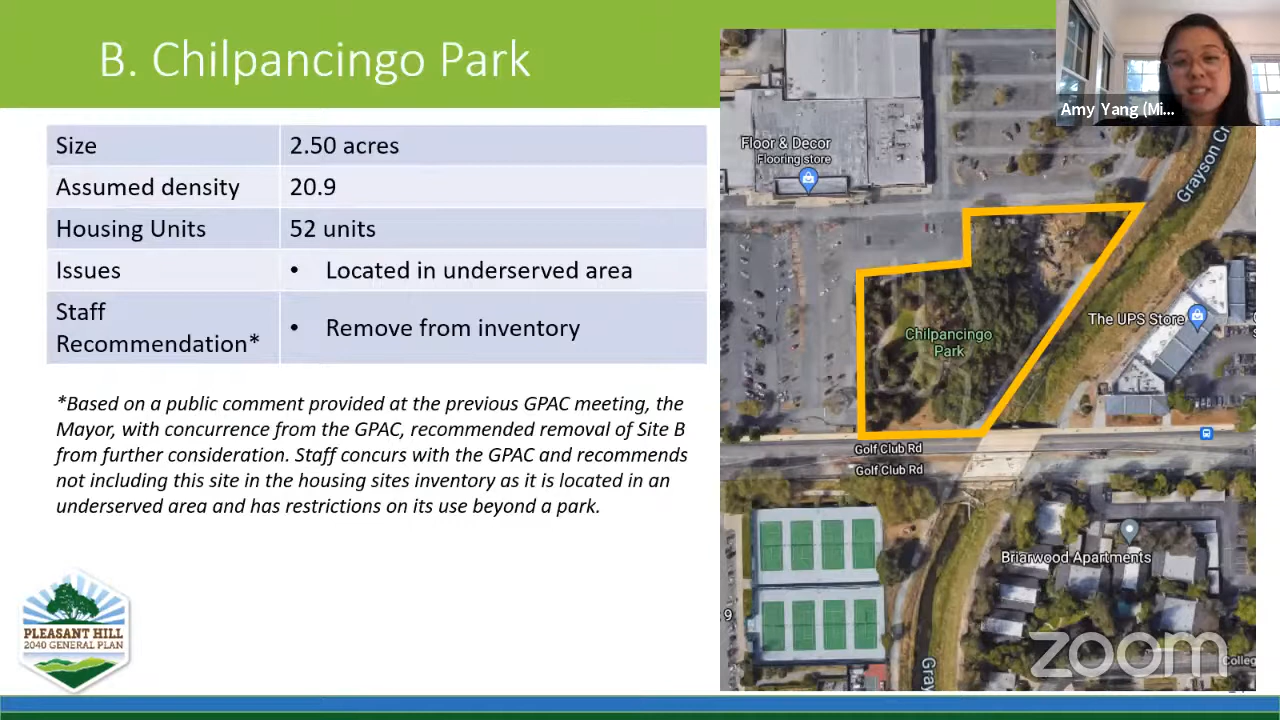 B. Chilpancingo Park
Size 2.50 acres
Assumed density 20.9
Housing Units 52 units
Issues • Located in underserved area
Staff
Recommendation* • Remove from inventory
*Based on a public comment provided at the previous GPAC meeting, the
Mayor, with concurrence from the GPAC, recommended removal of Site B
from further consideration. Staff concurs with the GPAC and recommends
not including this site in the housing sites inventory as it is located in an
underserved area and has restrictions on its use beyond a park.
PLEASANT HILL
2040 GENERAL PLAN
Amy Yang (Mi...
Floor & Decor
Flooring store
Grayson Cr
Chilpancingo
Park
The UPS Store
Golf Club Rd
Golf Club Rd
Briarwood Apartments
9
Gray
zoom
Colleg